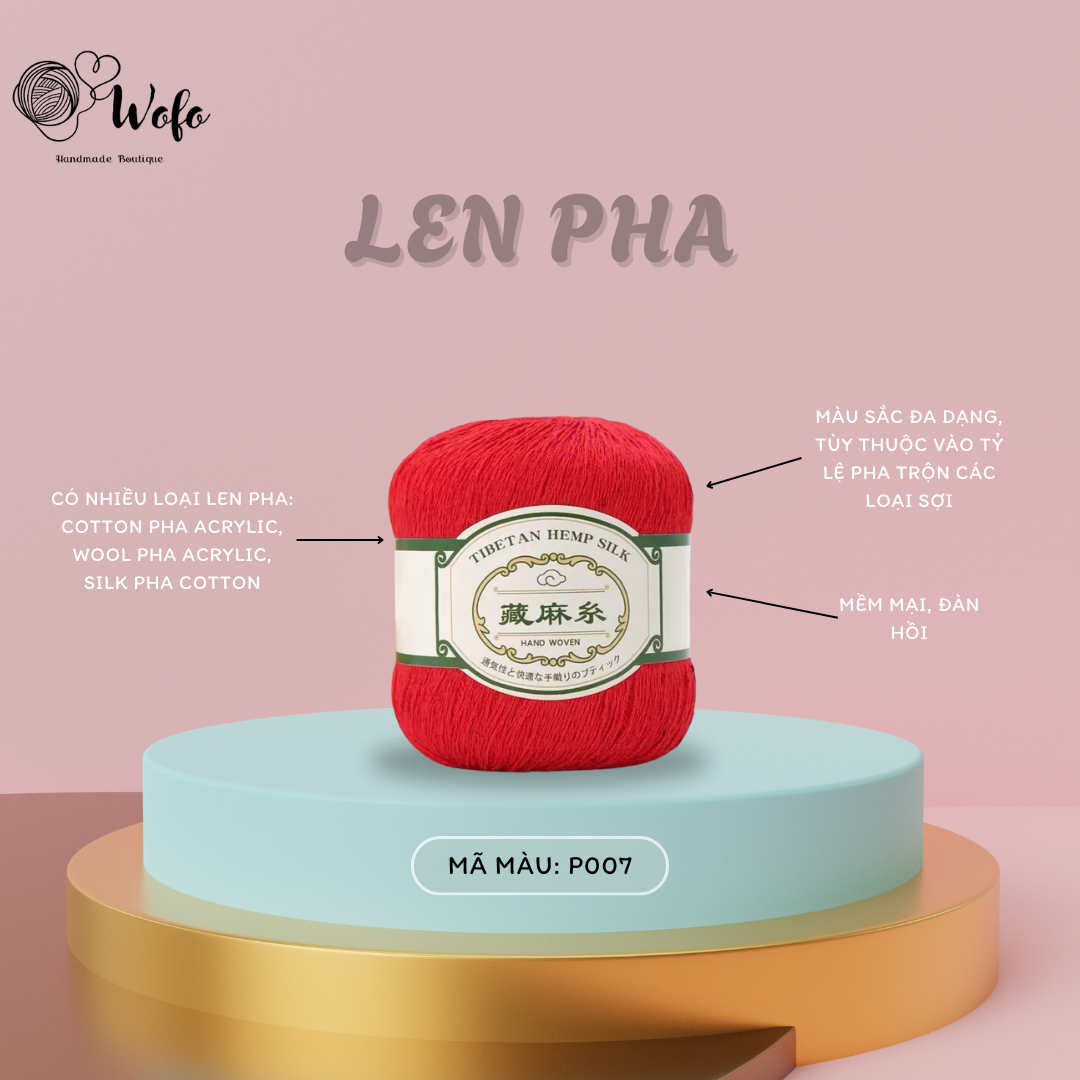 Wofo
Handmade Boutique
LEN PHA
MÀU SẮC ĐA DẠNG,
TÙY THUỘC VÀO TỶ
LỆ PHA TRỘN CÁC
LOẠI SỢI
CÓ NHIỀU LOẠI LEN PHA:
COTTON PHA ACRYLIC,
WOOL PHA ACRYLIC,
SILK PHA COTTON
MỀM MẠI, ĐÀN
HỒI
TIBETAN HEMP SILK
藏麻糸
HAND WOVEN
通気性と快適な手織りのブティック
MÃ MÀU: P007